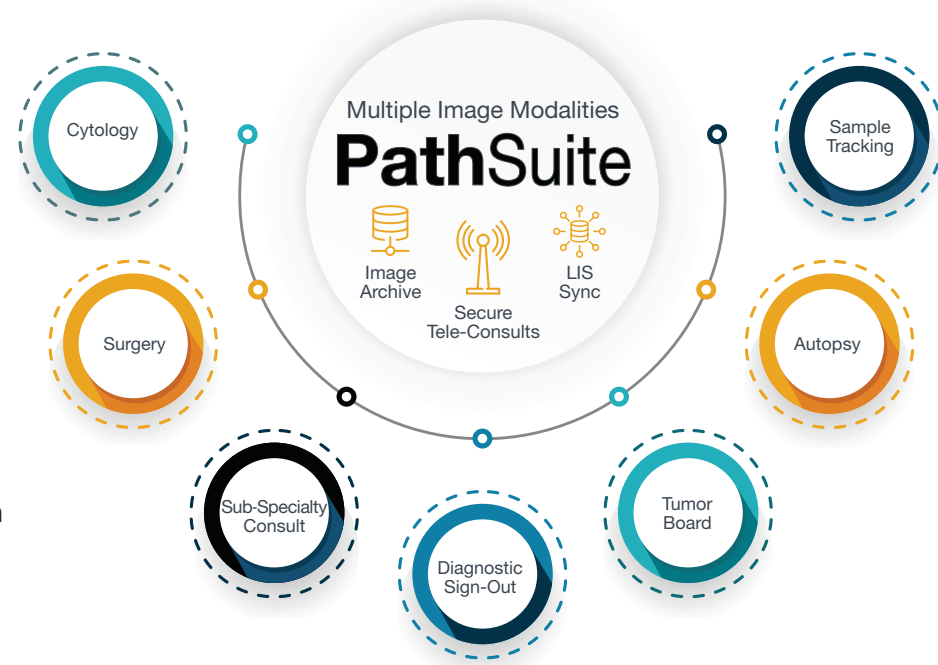 Multiple Image Modalities
PathSuite
Image
Archive
Secure
Tele-Consults
LIS
Sync
Cytology
Surgery
Sub-Specialty
Consult
Diagnostic
Sign-Out
Tumor
Board
Autopsy
Sample
Tracking